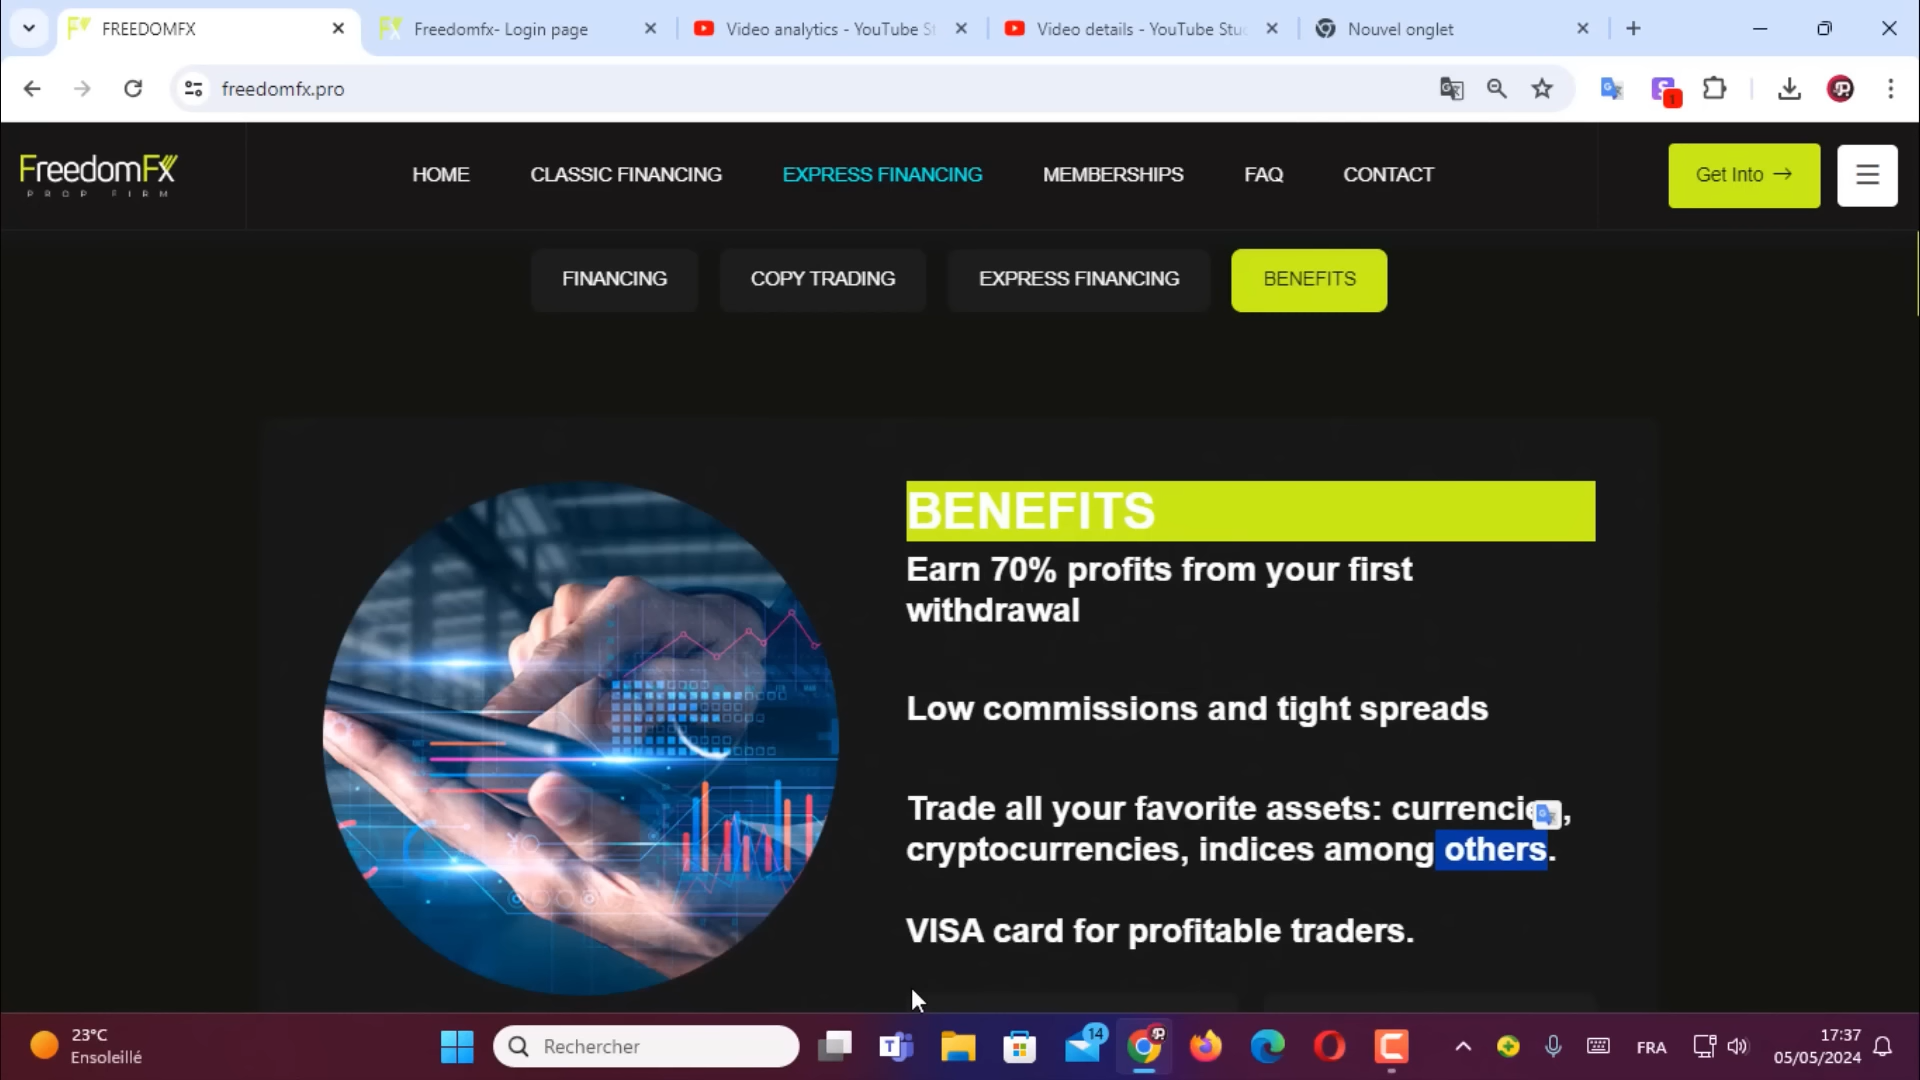 FREEDOMFX
Freedomfx- Login page
Video analytics - YouTube St
Video details - YouTube Stu
Nouvel onglet
freedomfx.pro
1
FreedomFX
PROP FIRM
HOME
CLASSIC FINANCING
EXPRESS FINANCING
MEMBERSHIPS
FAQ
CONTACT
Get Into →
FINANCING
COPY TRADING
EXPRESS FINANCING
BENEFITS
BENEFITS
Earn 70% profits from your first
withdrawal
Low commissions and tight spreads
Trade all your favorite assets: currencie,
cryptocurrencies, indices among others.
VISA card for profitable traders.
23°C
Ensoleillé
Rechercher
14
FRA
17:37
05/05/2024